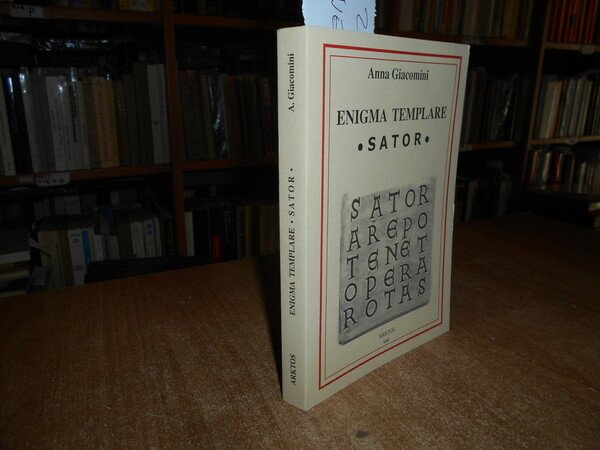 Anna Giacomini
ENIGMA TEMPLARE
• SATOR •
SATOR
AREPO
TENET
OPERA
ROTAS
ARKTOS
A. Giacomini
ENIGMA TEMPLARE • SATOR •
ARKTOS